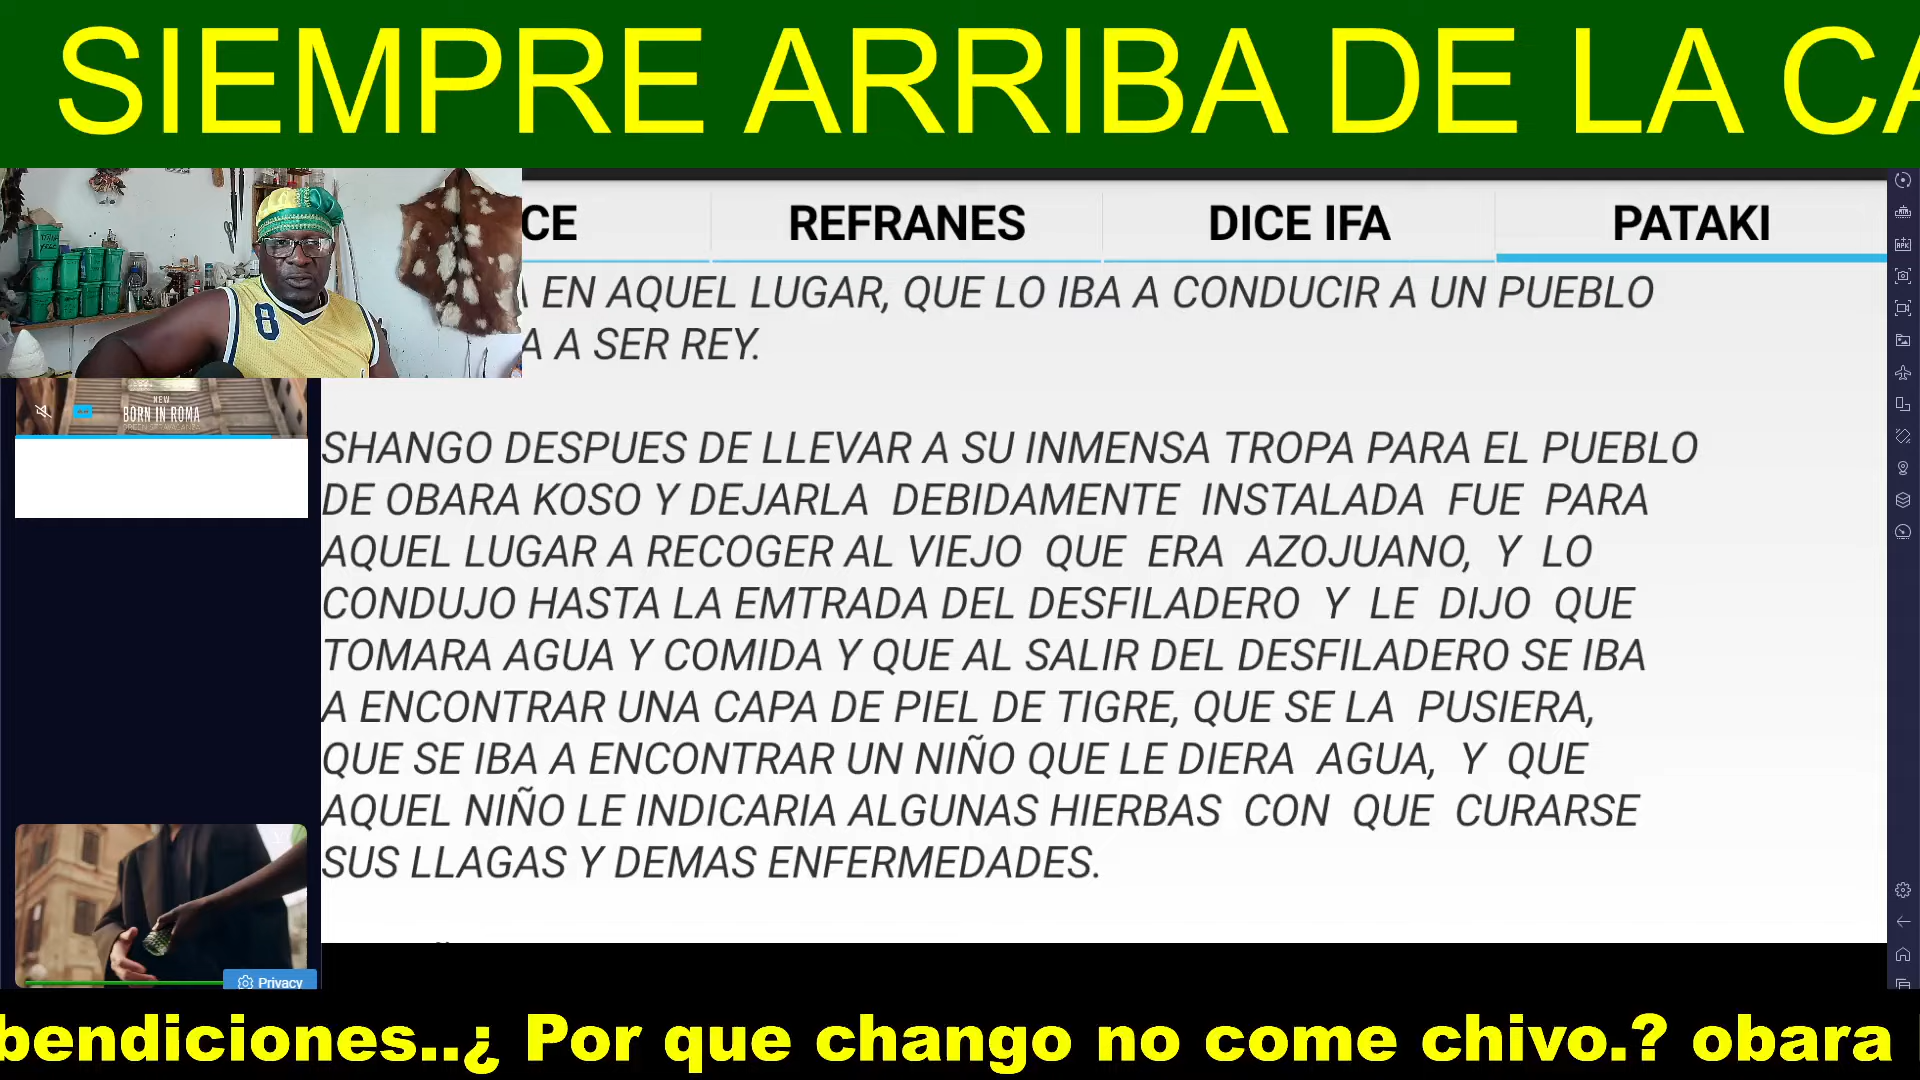 SIEMPRE ARRIBA DE LA CA
CE
REFRANES
DICE IFA
PATAKI
EN AQUEL LUGAR, QUE LO IBA A CONDUCIR A UN PUEBLO
A A SER REY.
SHANGO DESPUES DE LLEVAR A SU INMENSA TROPA PARA EL PUEBLO
DE OBARA KOSO Y DEJARLA DEBIDAMENTE INSTALADA FUE PARA
AQUEL LUGAR A RECOGER AL VIEJO QUE ERA AZOJUANO, Y LO
CONDUJO HASTA LA EMTRADA DEL DESFILADERO Y LE DIJO QUE
TOMARA AGUA Y COMIDA Y QUE AL SALIR DEL DESFILADERO SE IBA
A ENCONTRAR UNA CAPA DE PIEL DE TIGRE, QUE SE LA PUSIERA,
QUE SE IBA A ENCONTRAR UN NIÑO QUE LE DIERA AGUA, Y QUE
AQUEL NIÑO LE INDICARIA ALGUNAS HIERBAS CON QUE CURARSE
SUS LLAGAS Y DEMAS ENFERMEDADES.
8
NEW
BORN IN ROMA
Privacy
bendiciones..¿ Por que chango no come chivo.? obara